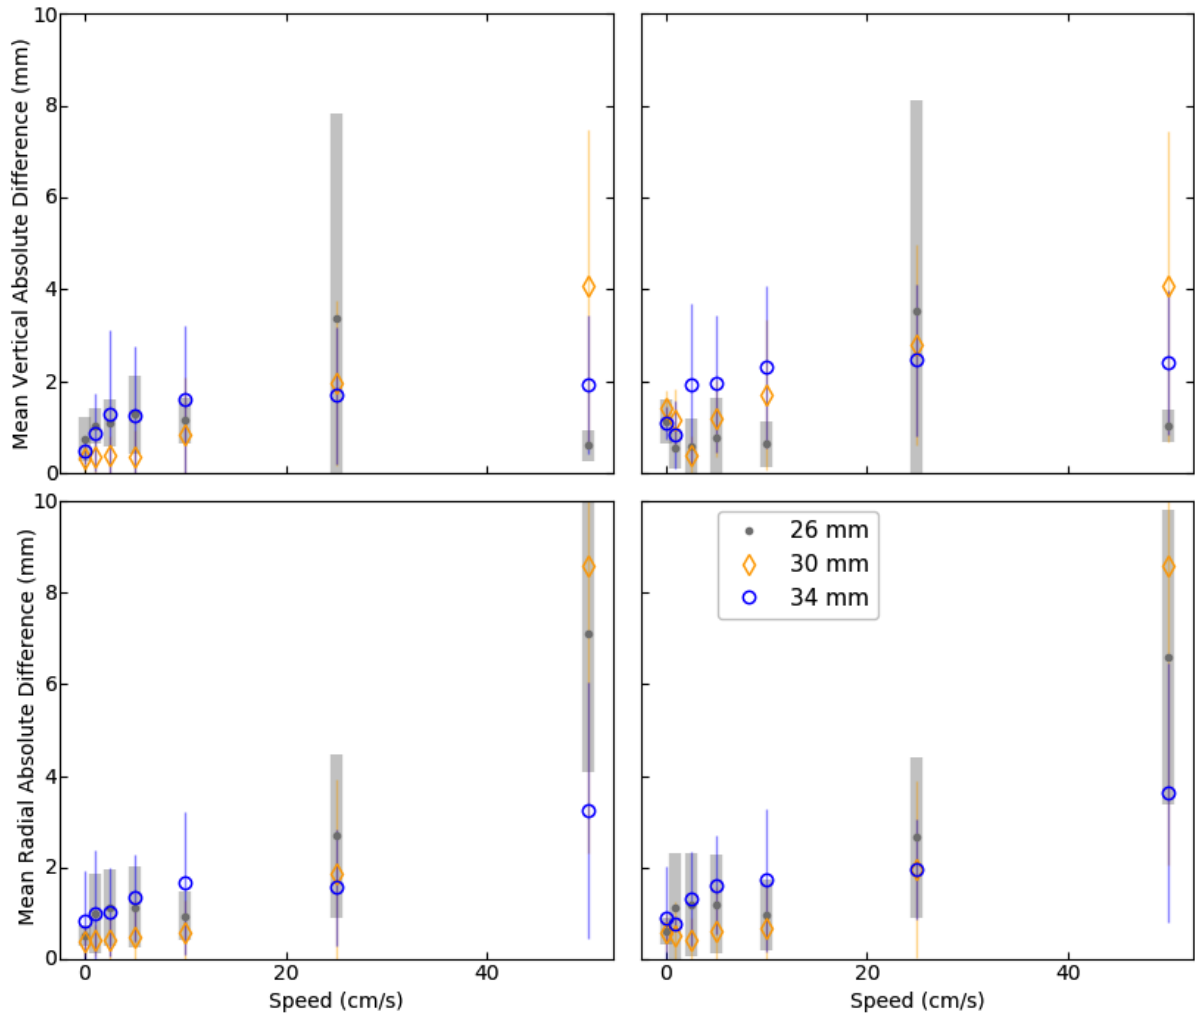 10
8
6
4
2
0
Mean Vertical Absolute Difference (mm)
10
8
6
4
2
0
Mean Radial Absolute Difference (mm)
26 mm
30 mm
34 mm
0 20 40
Speed (cm/s)
0 20 40
Speed (cm/s)